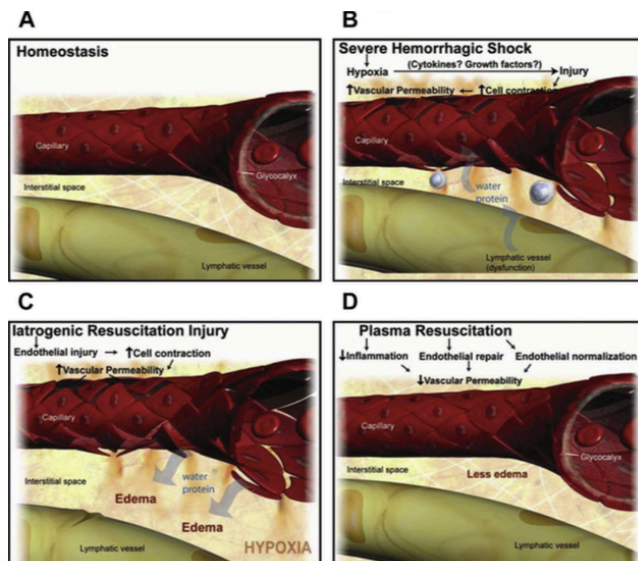 A
Homeostasis
Capillary
Glycocalyx
Interstitial space
Lymphatic vessel
B
Severe Hemorrhagic Shock
(Cytokines? Growth factors?)
Hypoxia
Injury
↑Vascular Permeability ← ↑Cell contraction
Capillary
Interstitial space
water
protein
Lymphatic vessel
(dysfunction)
C
Iatrogenic Resuscitation Injury
Endothelial injury → ↑Cell contraction
↑Vascular Permeability
Capillary
Interstitial space
water
protein
Edema
Edema
Lymphatic vessel
HYPOXIA
D
Plasma Resuscitation
↓Inflammation Endothelial repair Endothelial normalization
↓Vascular Permeability
Capillary
Glycocalyx
Interstitial space
Less edema
Lymphatic vessel